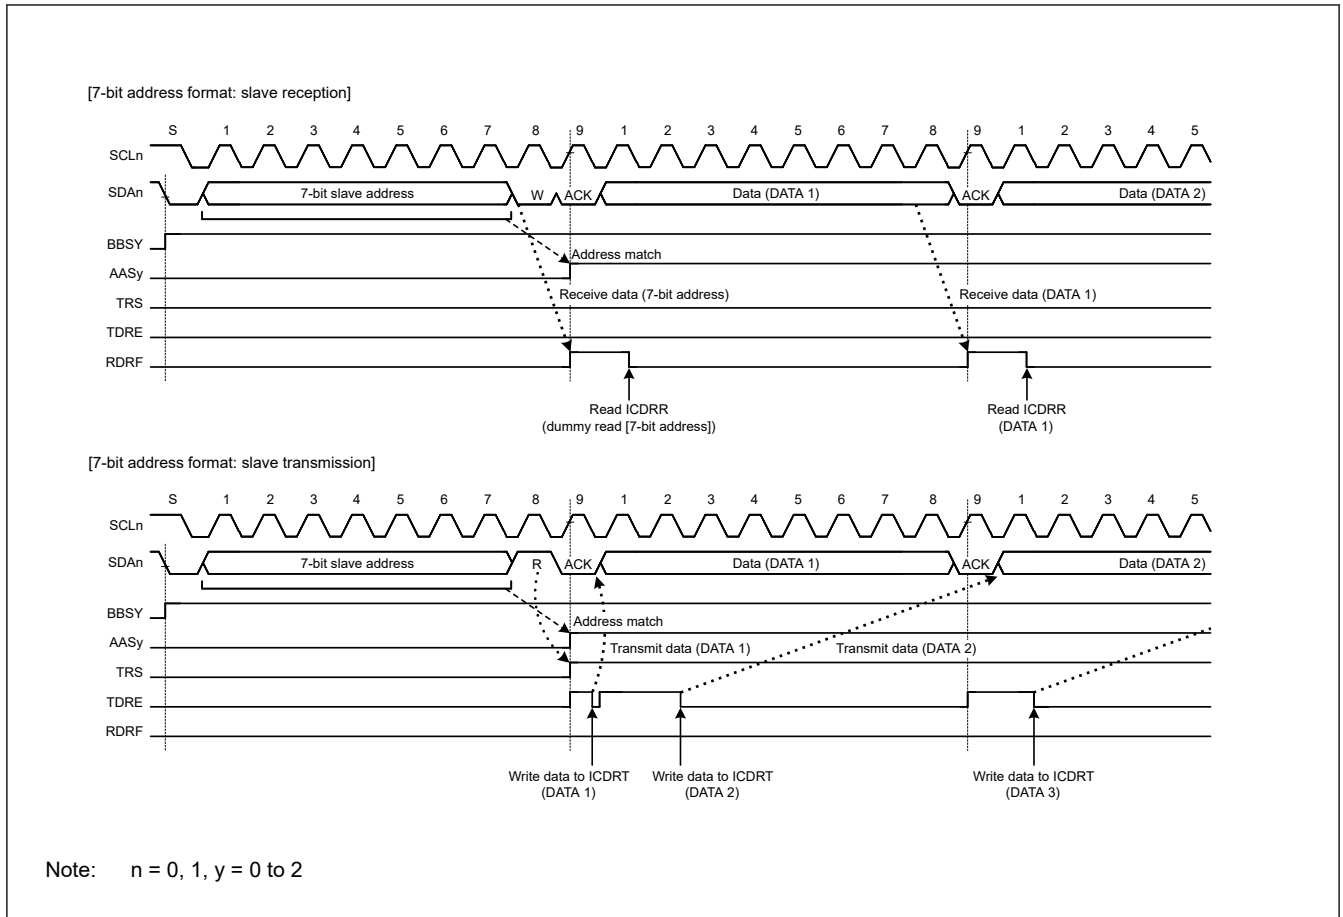 [7-bit address format: slave reception]
S 1 2 3 4 5 6 7 8 9 1 2 3 4 5 6 7 8 9 1 2 3 4 5
SCLn
SDAn 7-bit slave address W ACK Data (DATA 1) ACK Data (DATA 2)
BBSY
Address match
AASy
Receive data (7-bit address) Receive data (DATA 1)
TRS
TDRE
RDRF
Read ICDRR Read ICDRR
(dummy read [7-bit address]) (DATA 1)
[7-bit address format: slave transmission]
S 1 2 3 4 5 6 7 8 9 1 2 3 4 5 6 7 8 9 1 2 3 4 5
SCLn
SDAn 7-bit slave address R ACK Data (DATA 1) ACK Data (DATA 2)
BBSY
Address match
AASy Transmit data (DATA 1) Transmit data (DATA 2)
TRS
TDRE
RDRF
Write data to ICDRT Write data to ICDRT Write data to ICDRT
(DATA 1) (DATA 2) (DATA 3)
Note: n = 0, 1, y = 0 to 2